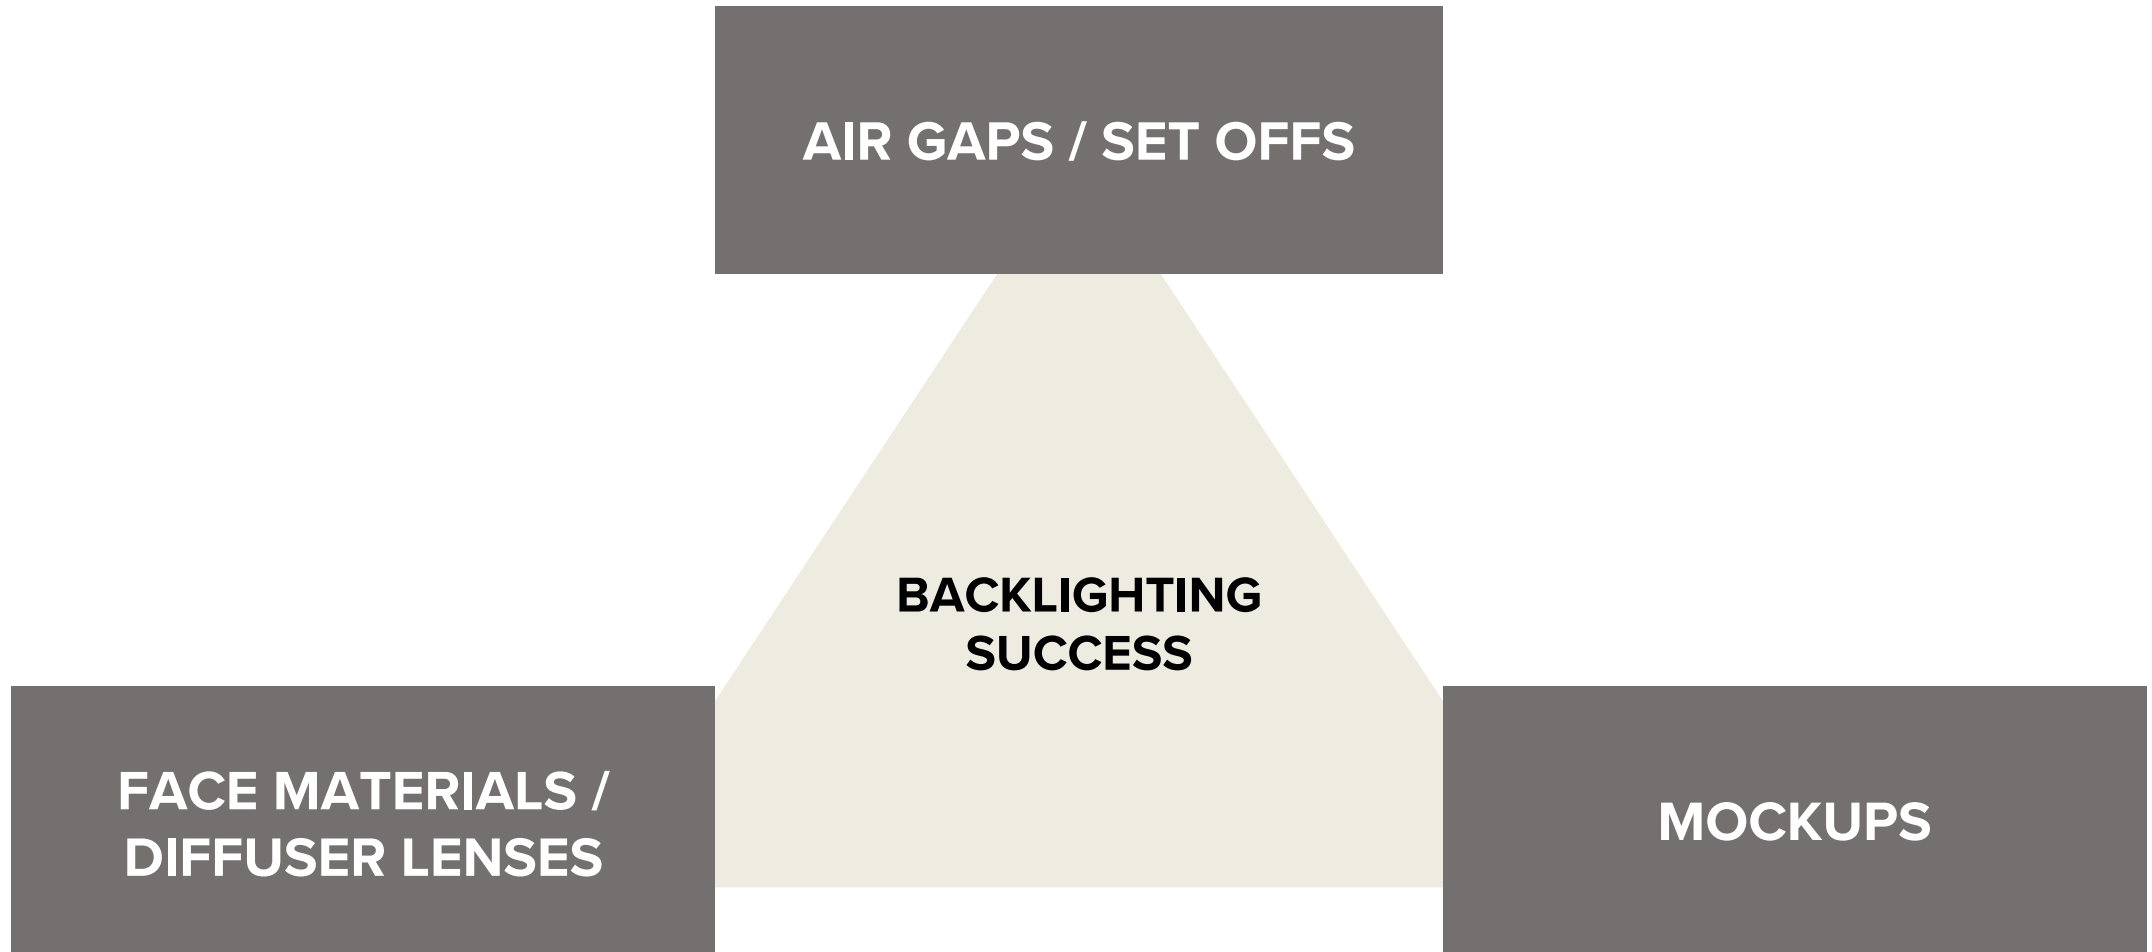 AIR GAPS / SET OFFS
BACKLIGHTING
SUCCESS
FACE MATERIALS /
DIFFUSER LENSES
MOCKUPS